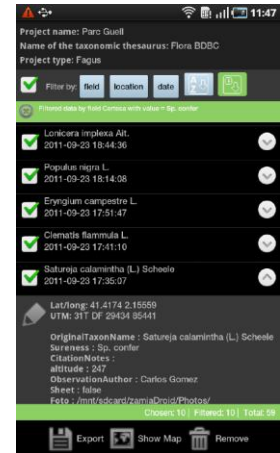 11:47
Project name: Parc Guell
Name of the taxonomic thesaurus: Flora BDBC
Project type: Fagus
Filter by: field location date
Filtered data by field Correca with value = Sp. confer
Lonicera implexa Ait.
2011-09-23 18:44:36
Populus nigra L.
2011-09-23 18:14:08
Eryngium campestre L.
2011-09-23 17:51:47
Clematis flammula L.
2011-09-23 17:41:10
Satureja calamintha (L.) Scheele
2011-09-23 17:35:07
Lat/long: 41.4174 2.15559
UTM: 31T DF 29434 85441
OriginalTaxonName : Satureja calamintha (L.) Scheele
Sureness : Sp. confer
CitationNotes :
altitude : 247
ObservationAuthor : Carlos Gomez
Sheet : false
Foto : /mnt/sdcard/zamiaDroid/Photos/
Chosen: 10 | Filtered: 10 | Total: 59
Export Show Map Remove